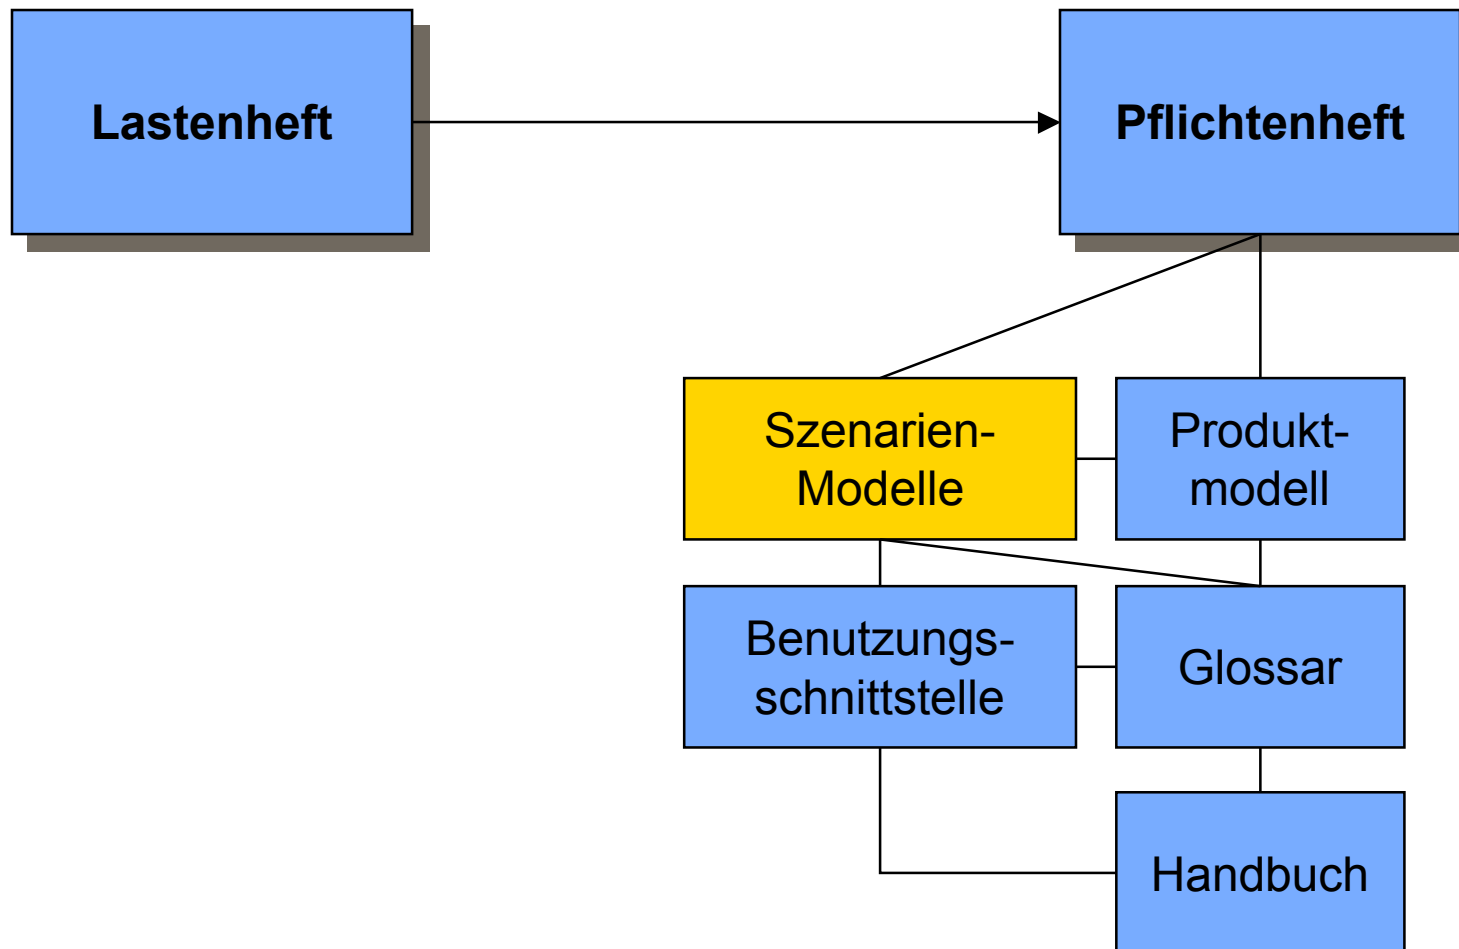 Lastenheft
Pflichtenheft
Szenarien-
Modelle
Produkt-
modell
Benutzungs-
schnittstelle
Glossar
Handbuch